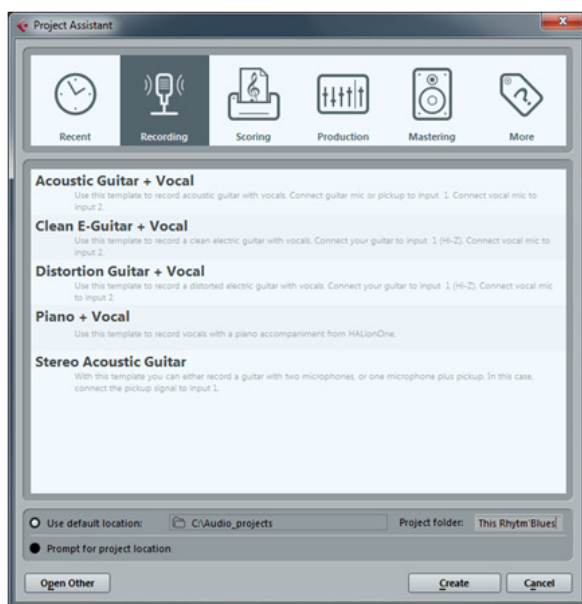 Project Assistant
Recent
Recording
Scoring
Production
Mastering
More
Acoustic Guitar + Vocal
Use this template to record acoustic guitar with vocals. Connect guitar mic or pickup to input 1. Connect vocal mic to
input 2.
Clean E-Guitar + Vocal
Use this template to record a clean electric guitar with vocals. Connect your guitar to input 1 (Hi-Z). Connect vocal mic to
input 2.
Distortion Guitar + Vocal
Use this template to record a distorted electric guitar with vocals. Connect your guitar to input 1 (Hi-Z). Connect vocal mic
to input 2.
Piano + Vocal
Use this template to record vocals with a piano accompaniment from HALionOne.
Stereo Acoustic Guitar
With this template you can either record a guitar with two microphones, or one microphone plus pickup. In this case,
connect the pickup signal to input 1.
Use default location: C:\Audio_projects Project folder: This Rhytm'Blues
Prompt for project location
Open Other Create Cancel